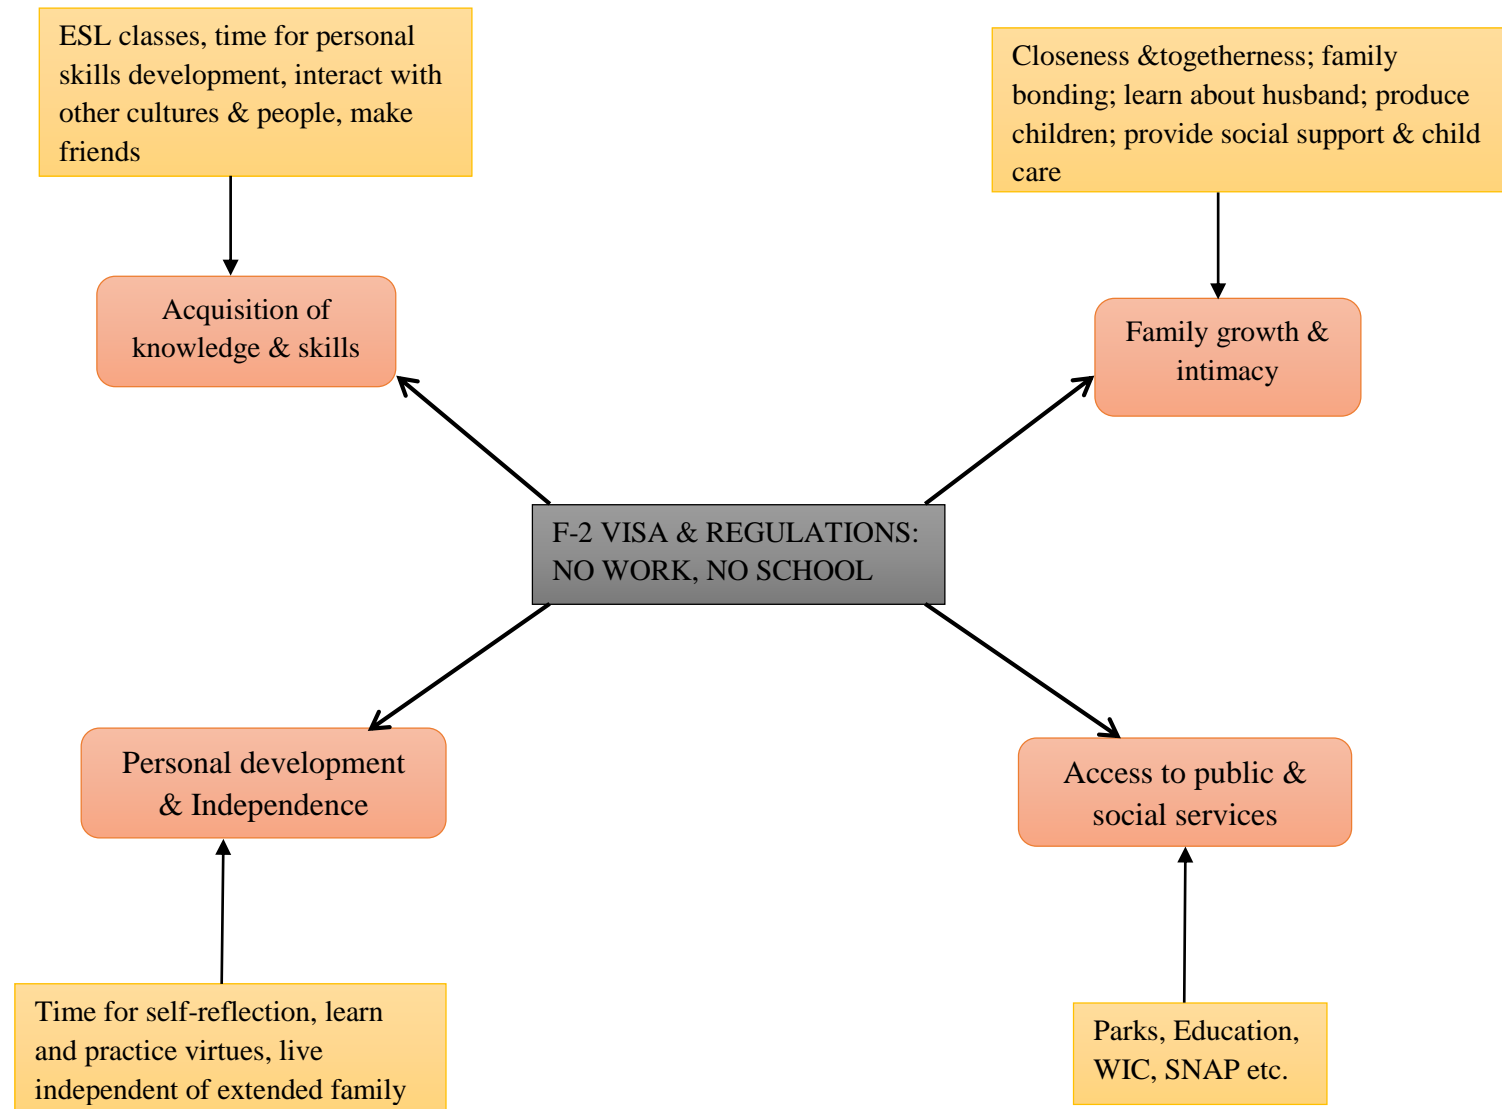 ESL classes, time for personal
skills development, interact with
other cultures & people, make
friends
Closeness &togetherness; family
bonding; learn about husband; produce
children; provide social support & child
care
Acquisition of
knowledge & skills
Family growth &
intimacy
F-2 VISA & REGULATIONS:
NO WORK, NO SCHOOL
Personal development
& Independence
Access to public &
social services
Time for self-reflection, learn
and practice virtues, live
independent of extended family
Parks, Education,
WIC, SNAP etc.